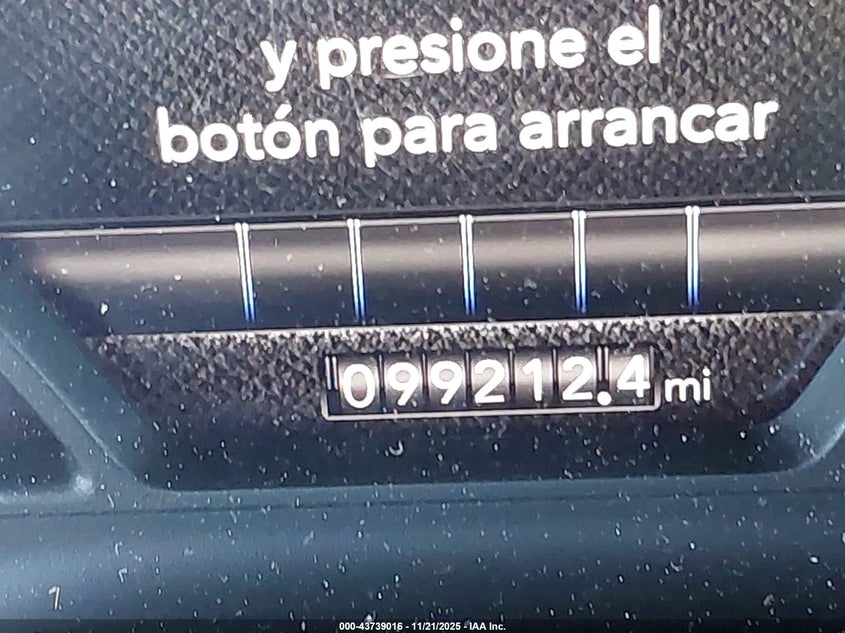 y presione el
botón para arrancar
099212.4 mi
000-43739016 - 11/21/2025 - IAA Inc.